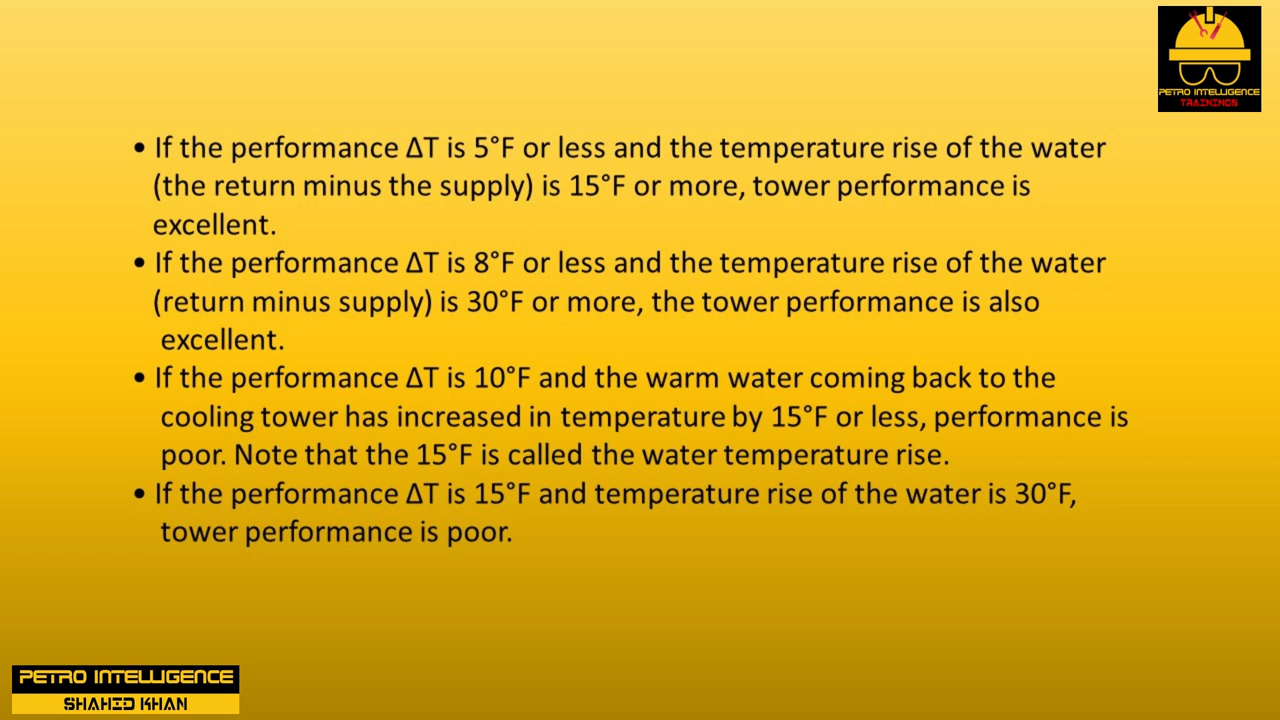 PETRO INTELLIGENCE
TRAININGS
• If the performance ΔT is 5°F or less and the temperature rise of the water
(the return minus the supply) is 15°F or more, tower performance is
excellent.
• If the performance ΔT is 8°F or less and the temperature rise of the water
(return minus supply) is 30°F or more, the tower performance is also
excellent.
• If the performance ΔT is 10°F and the warm water coming back to the
cooling tower has increased in temperature by 15°F or less, performance is
poor. Note that the 15°F is called the water temperature rise.
• If the performance ΔT is 15°F and temperature rise of the water is 30°F,
tower performance is poor.
PETRO INTELLIGENCE
SHAHID KHAN